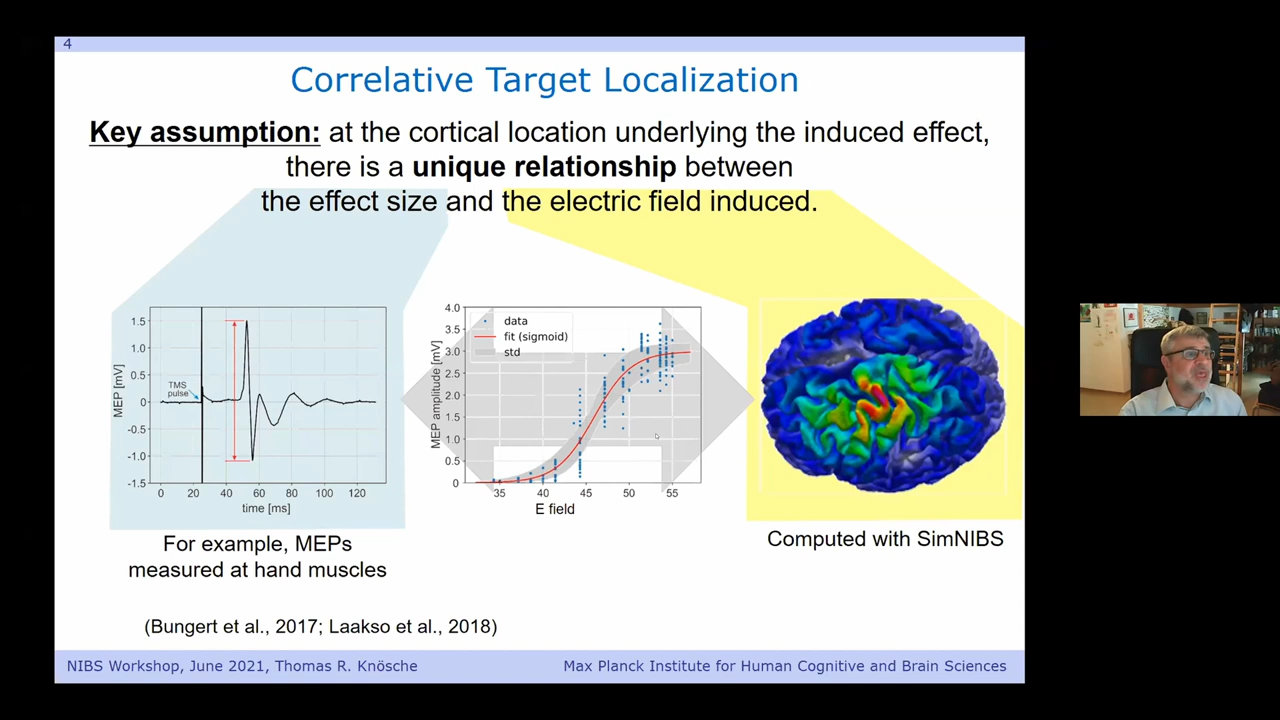 4
Correlative Target Localization
Key assumption: at the cortical location underlying the induced effect,
there is a unique relationship between
the effect size and the electric field induced.
MEP [mV]
1.5
1.0
0.5
0
-0.5
-1.0
-1.5
TMS
pulse
0 20 40 60 80 100 120
time [ms]
For example, MEPs
measured at hand muscles
MEP amplitude [mV]
4.0
3.5
3.0
2.5
2.0
1.5
1.0
0.5
0
data
fit (sigmoid)
std
35 40 45 50 55
E field
Computed with SimNIBS
(Bungert et al., 2017; Laakso et al., 2018)
NIBS Workshop, June 2021, Thomas R. Knösche
Max Planck Institute for Human Cognitive and Brain Sciences